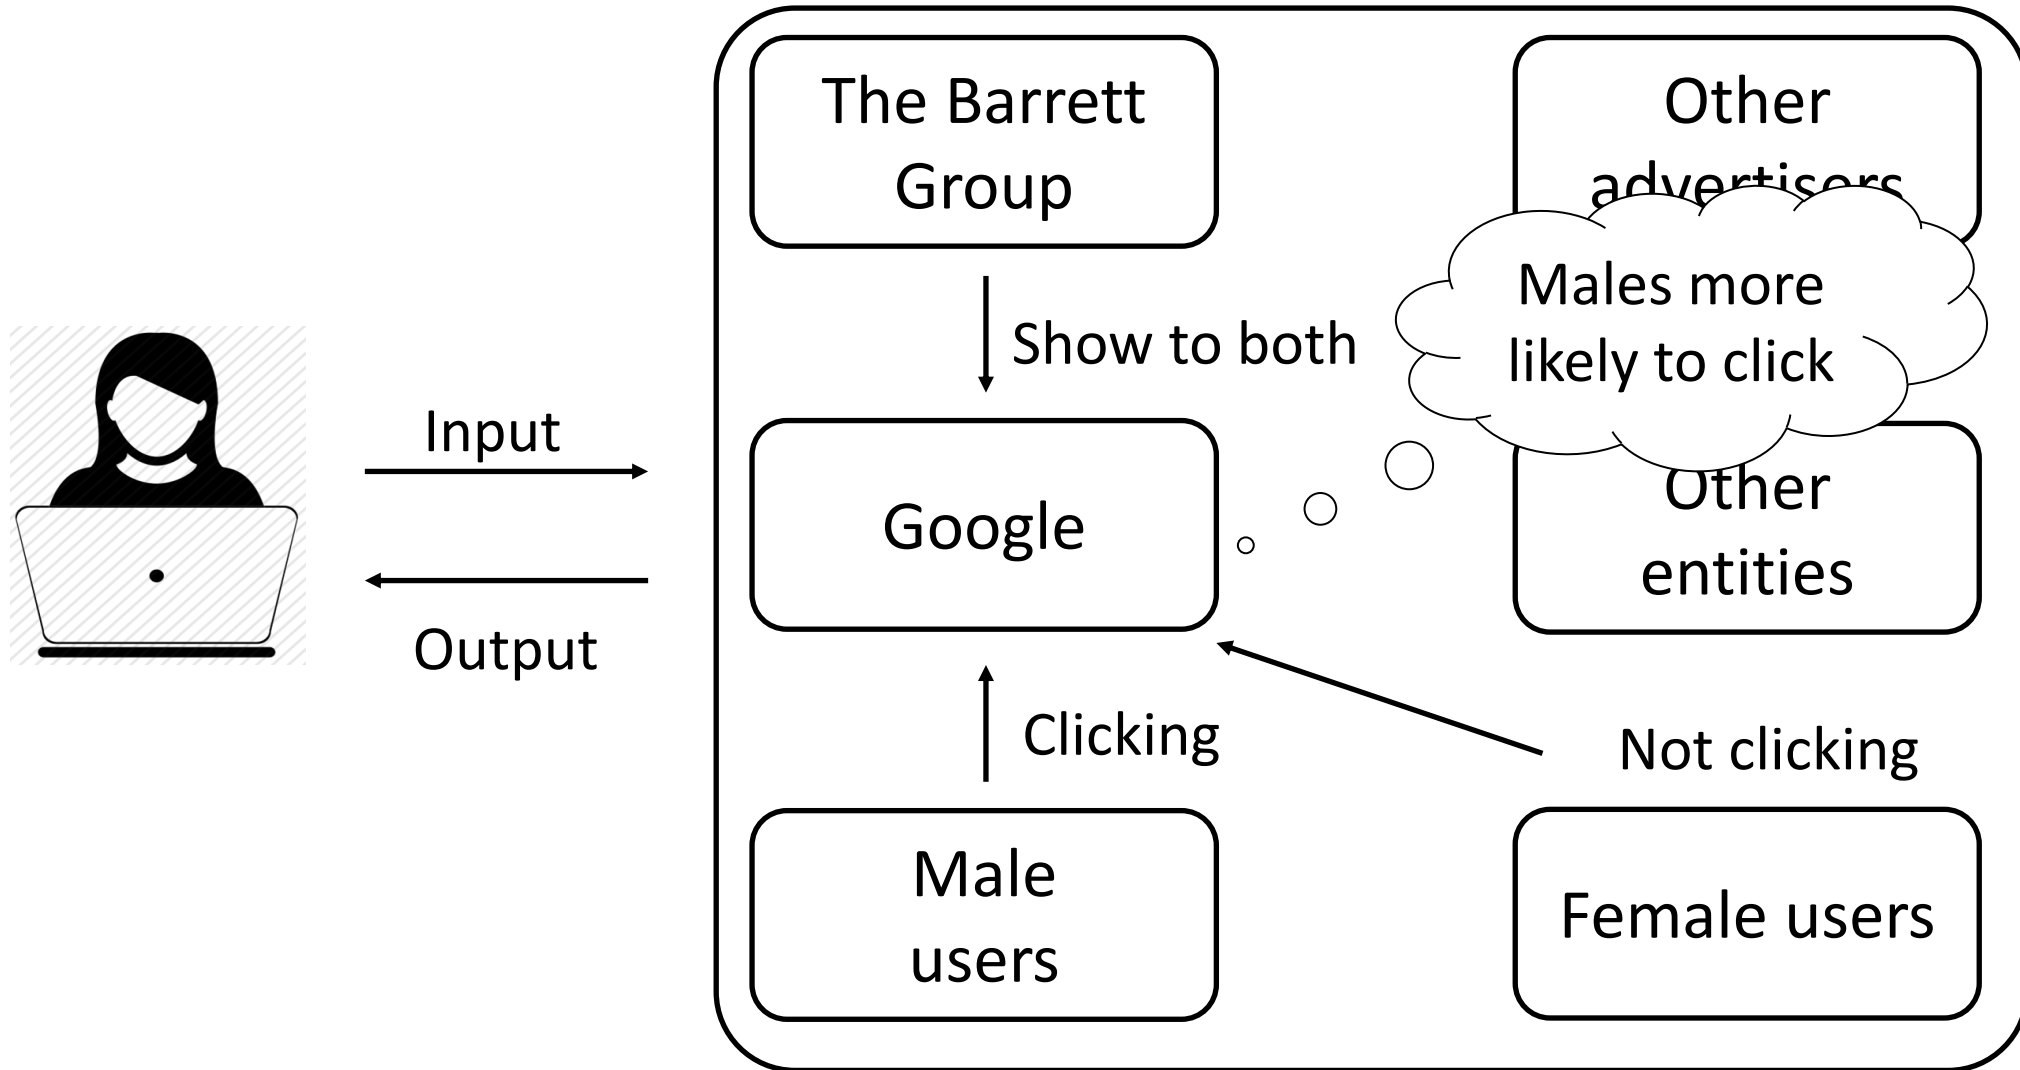 The Barrett
Group
Other
advertisers
Males more
likely to click
Show to both
Input
Google
Other
entities
Output
Clicking
Not clicking
Male
users
Female users